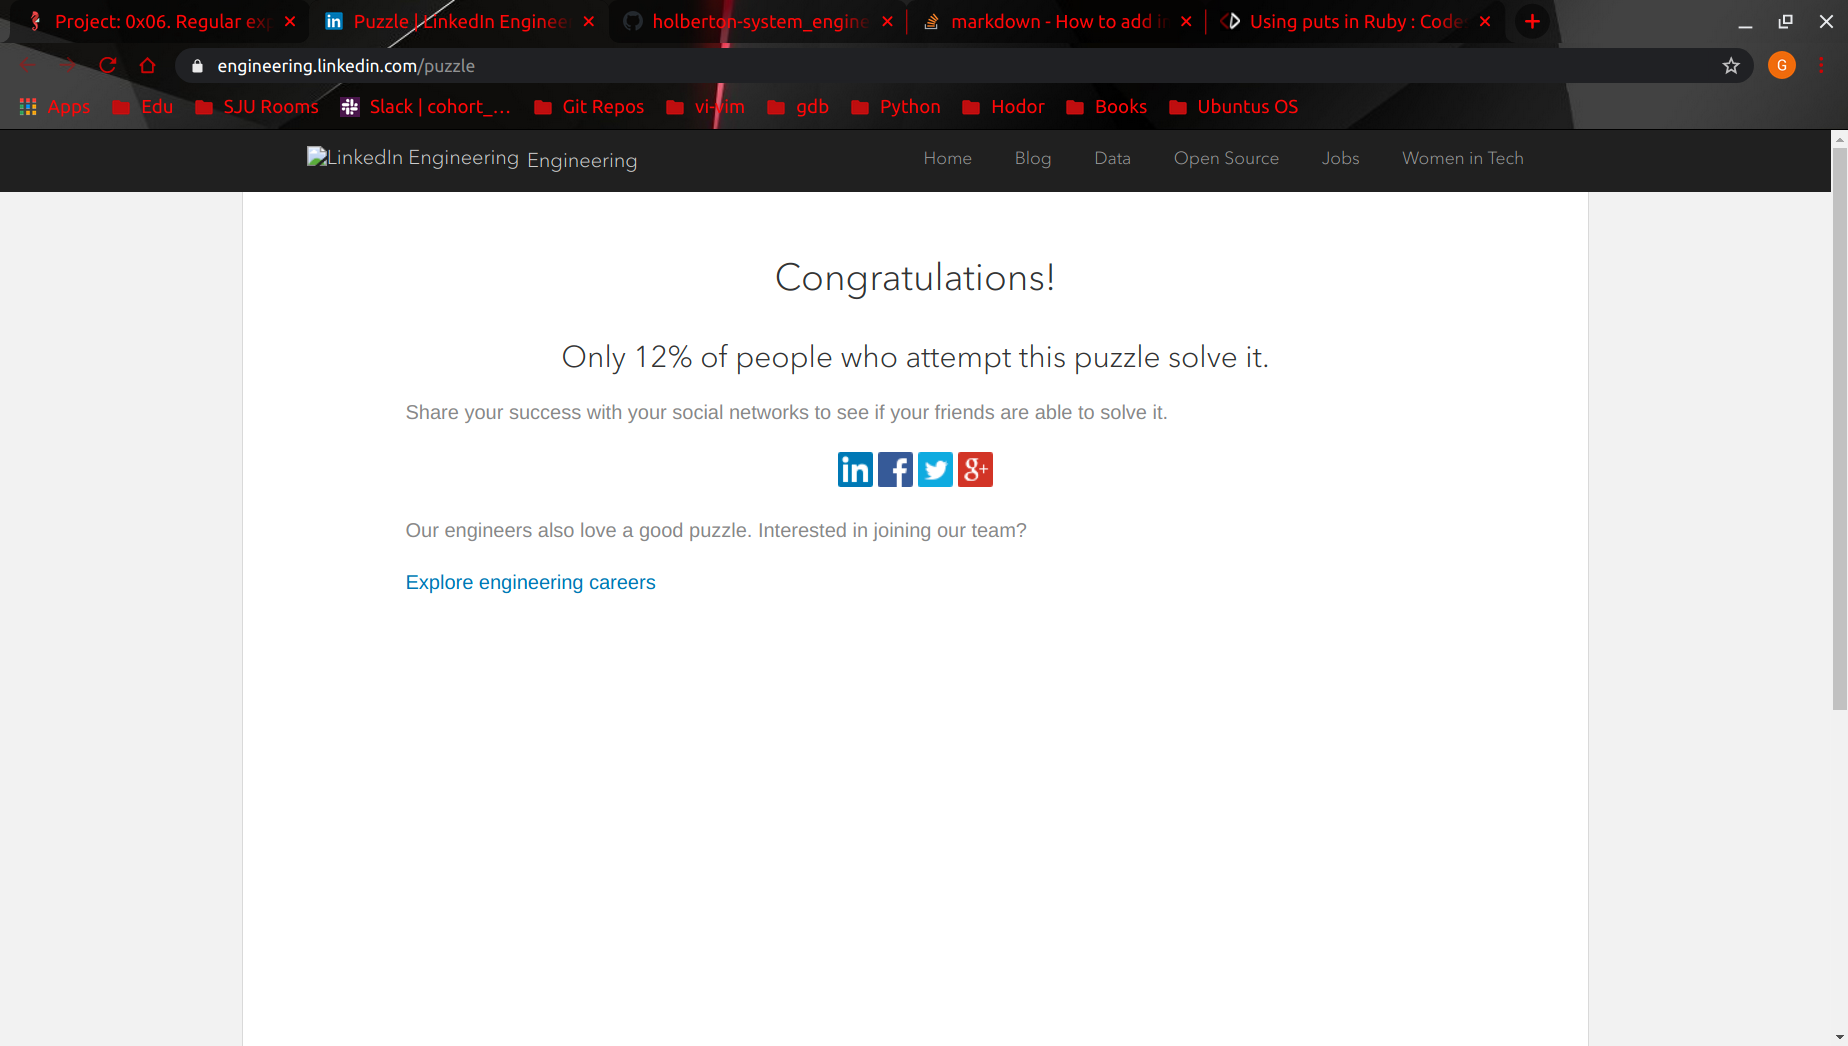 Project: 0x06. Regular exp
Puzzle | LinkedIn Enginee
holberton-system_engine
markdown - How to add i
Using puts in Ruby : Code
engineering.linkedin.com/puzzle
G
Apps Edu SJU Rooms Slack | cohort_... Git Repos vi-vim gdb Python Hodor Books Ubuntus OS
LinkedIn Engineering Engineering Home Blog Data Open Source Jobs Women in Tech
Congratulations!
Only 12% of people who attempt this puzzle solve it.
Share your success with your social networks to see if your friends are able to solve it.
in f g+
Our engineers also love a good puzzle. Interested in joining our team?
Explore engineering careers